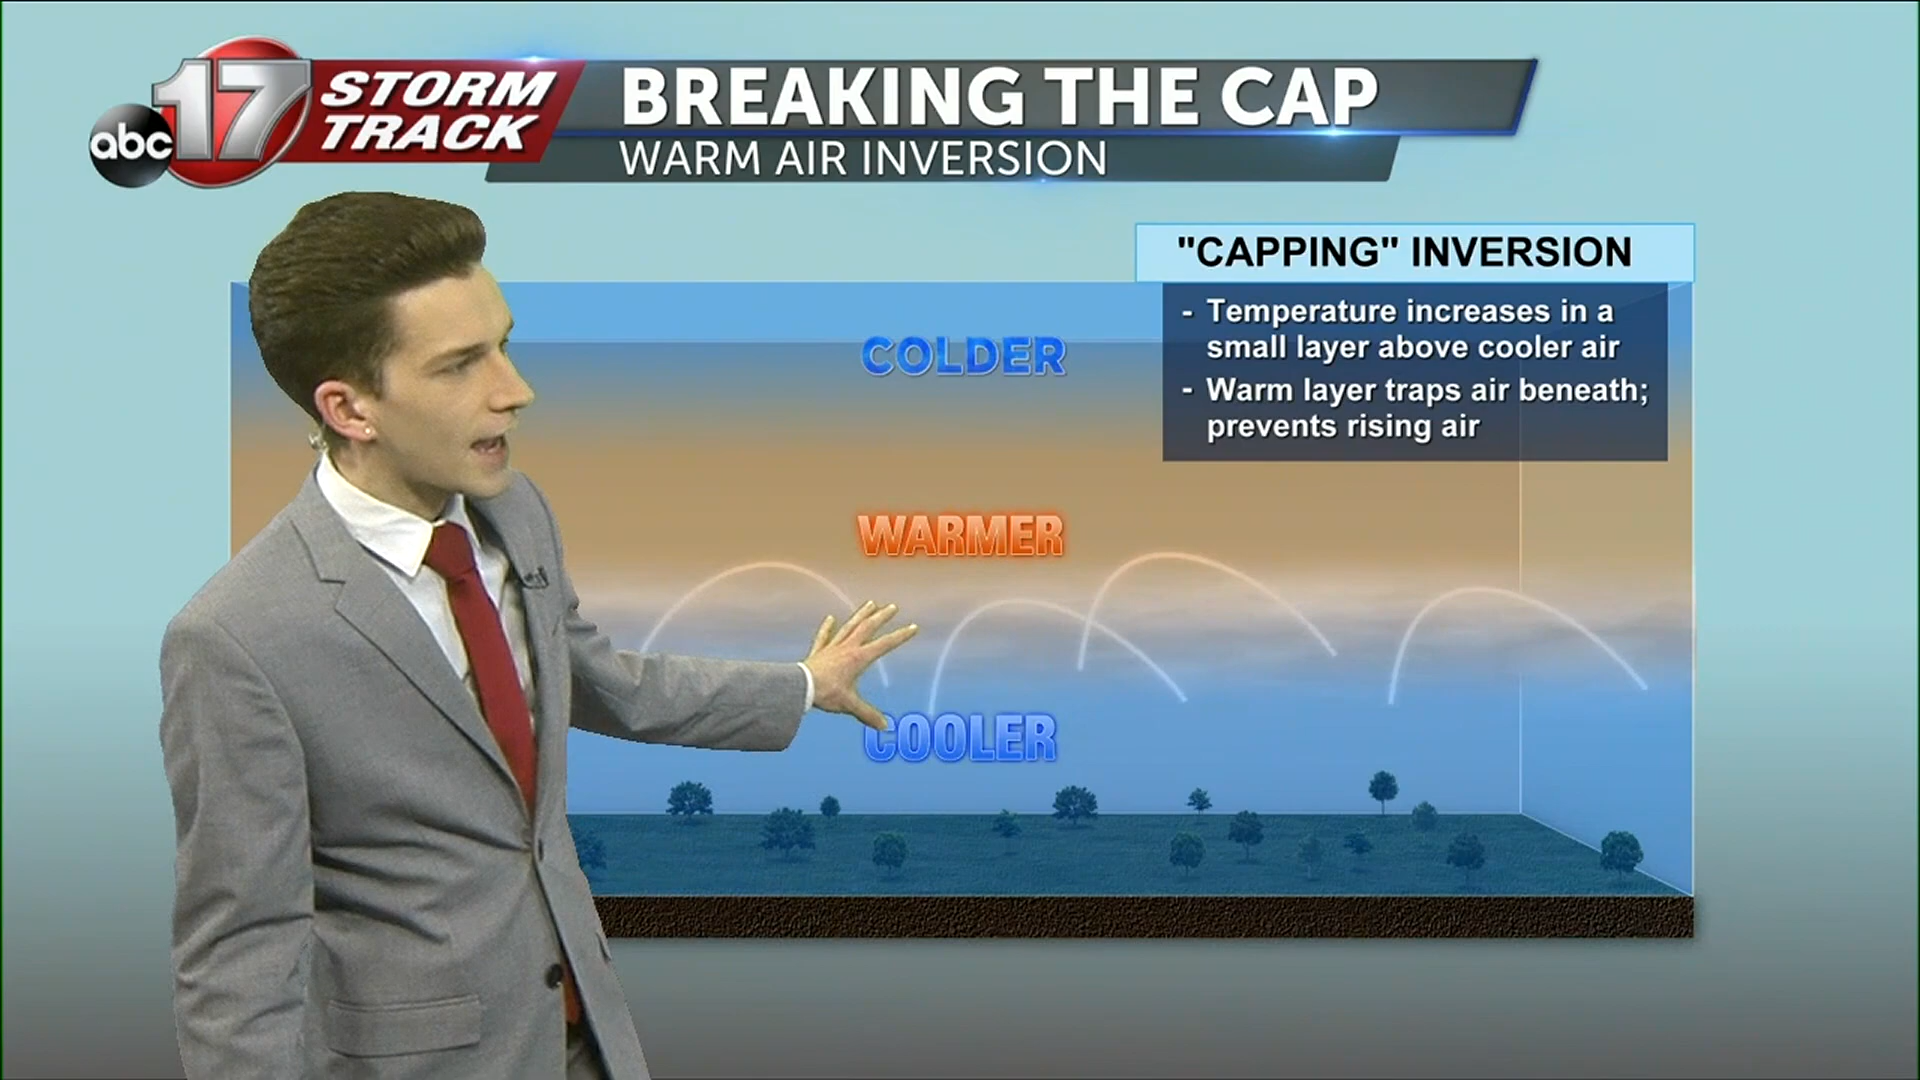 abc 17 STORM TRACK
BREAKING THE CAP
WARM AIR INVERSION
"CAPPING" INVERSION
- Temperature increases in a
small layer above cooler air
- Warm layer traps air beneath;
prevents rising air
COLDER
WARMER
COOLER